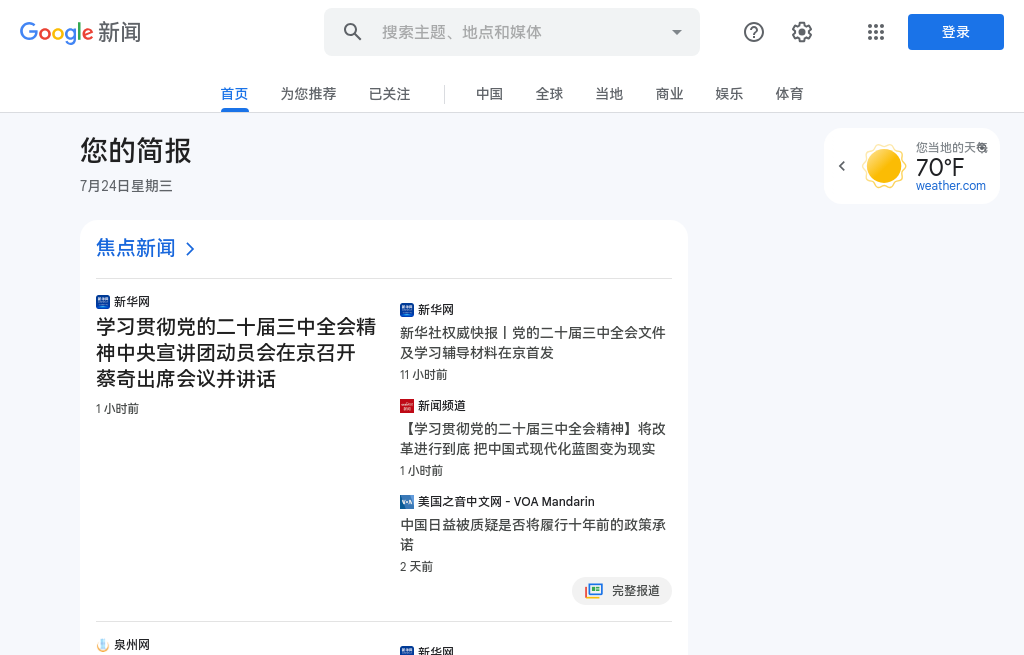 Google 新闻
搜索主题、地点和媒体
登录
首页
为您推荐
已关注
中国
全球
当地
商业
娱乐
体育
您的简报
7月24日星期三
您当地的天气
70°F
weather.com
焦点新闻
新华网
学习贯彻党的二十届三中全会精
神中央宣讲团动员会在京召开
蔡奇出席会议并讲话
1 小时前
新华网
新华社权威快报丨党的二十届三中全会文件
及学习辅导材料在京首发
11 小时前
新闻频道
【学习贯彻党的二十届三中全会精神】将改
革进行到底 把中国式现代化蓝图变为现实
1 小时前
美国之音中文网 - VOA Mandarin
中国日益被质疑是否将履行十年前的政策承
诺
2 天前
完整报道
泉州网
新华网